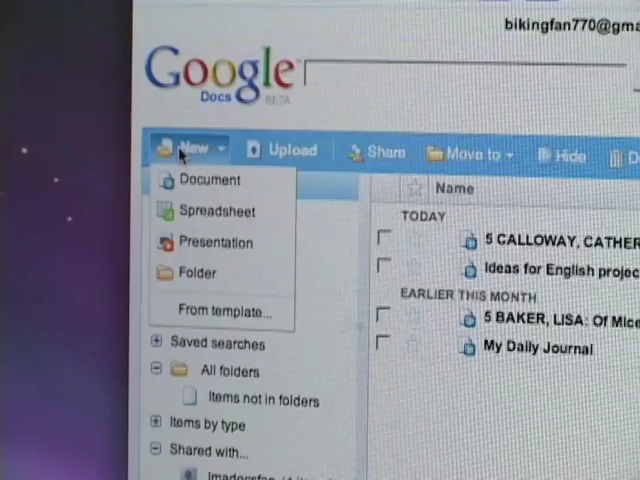 bikingfan770@gma
Google
Docs BETA
New Upload Share Move to Hide D
Document
Spreadsheet
Presentation
Folder
From template...
Saved searches
All folders
Items not in folders
Items by type
Shared with...
Name
TODAY
5 CALLOWAY, CATHER
Ideas for English projec
EARLIER THIS MONTH
5 BAKER, LISA: Of Mice
My Daily Journal